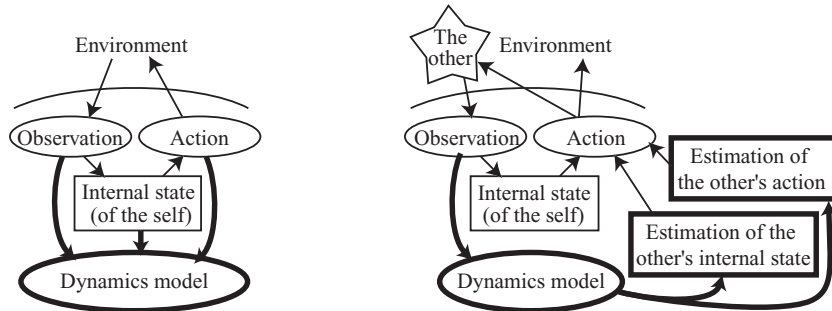 Environment
Observation
Action
Internal state
(of the self)
Dynamics model
The
other
Environment
Observation
Action
Internal state
(of the self)
Dynamics model
Estimation of
the other's action
Estimation of the
other's internal state